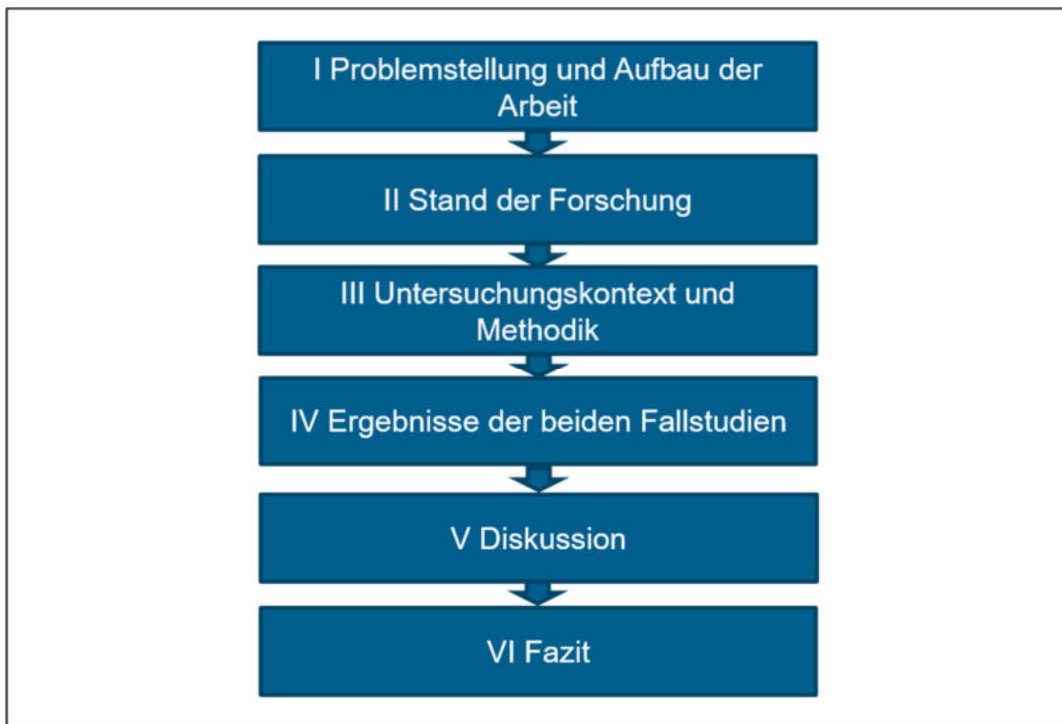 I Problemstellung und Aufbau der
Arbeit
II Stand der Forschung
III Untersuchungskontext und
Methodik
IV Ergebnisse der beiden Fallstudien
V Diskussion
VI Fazit